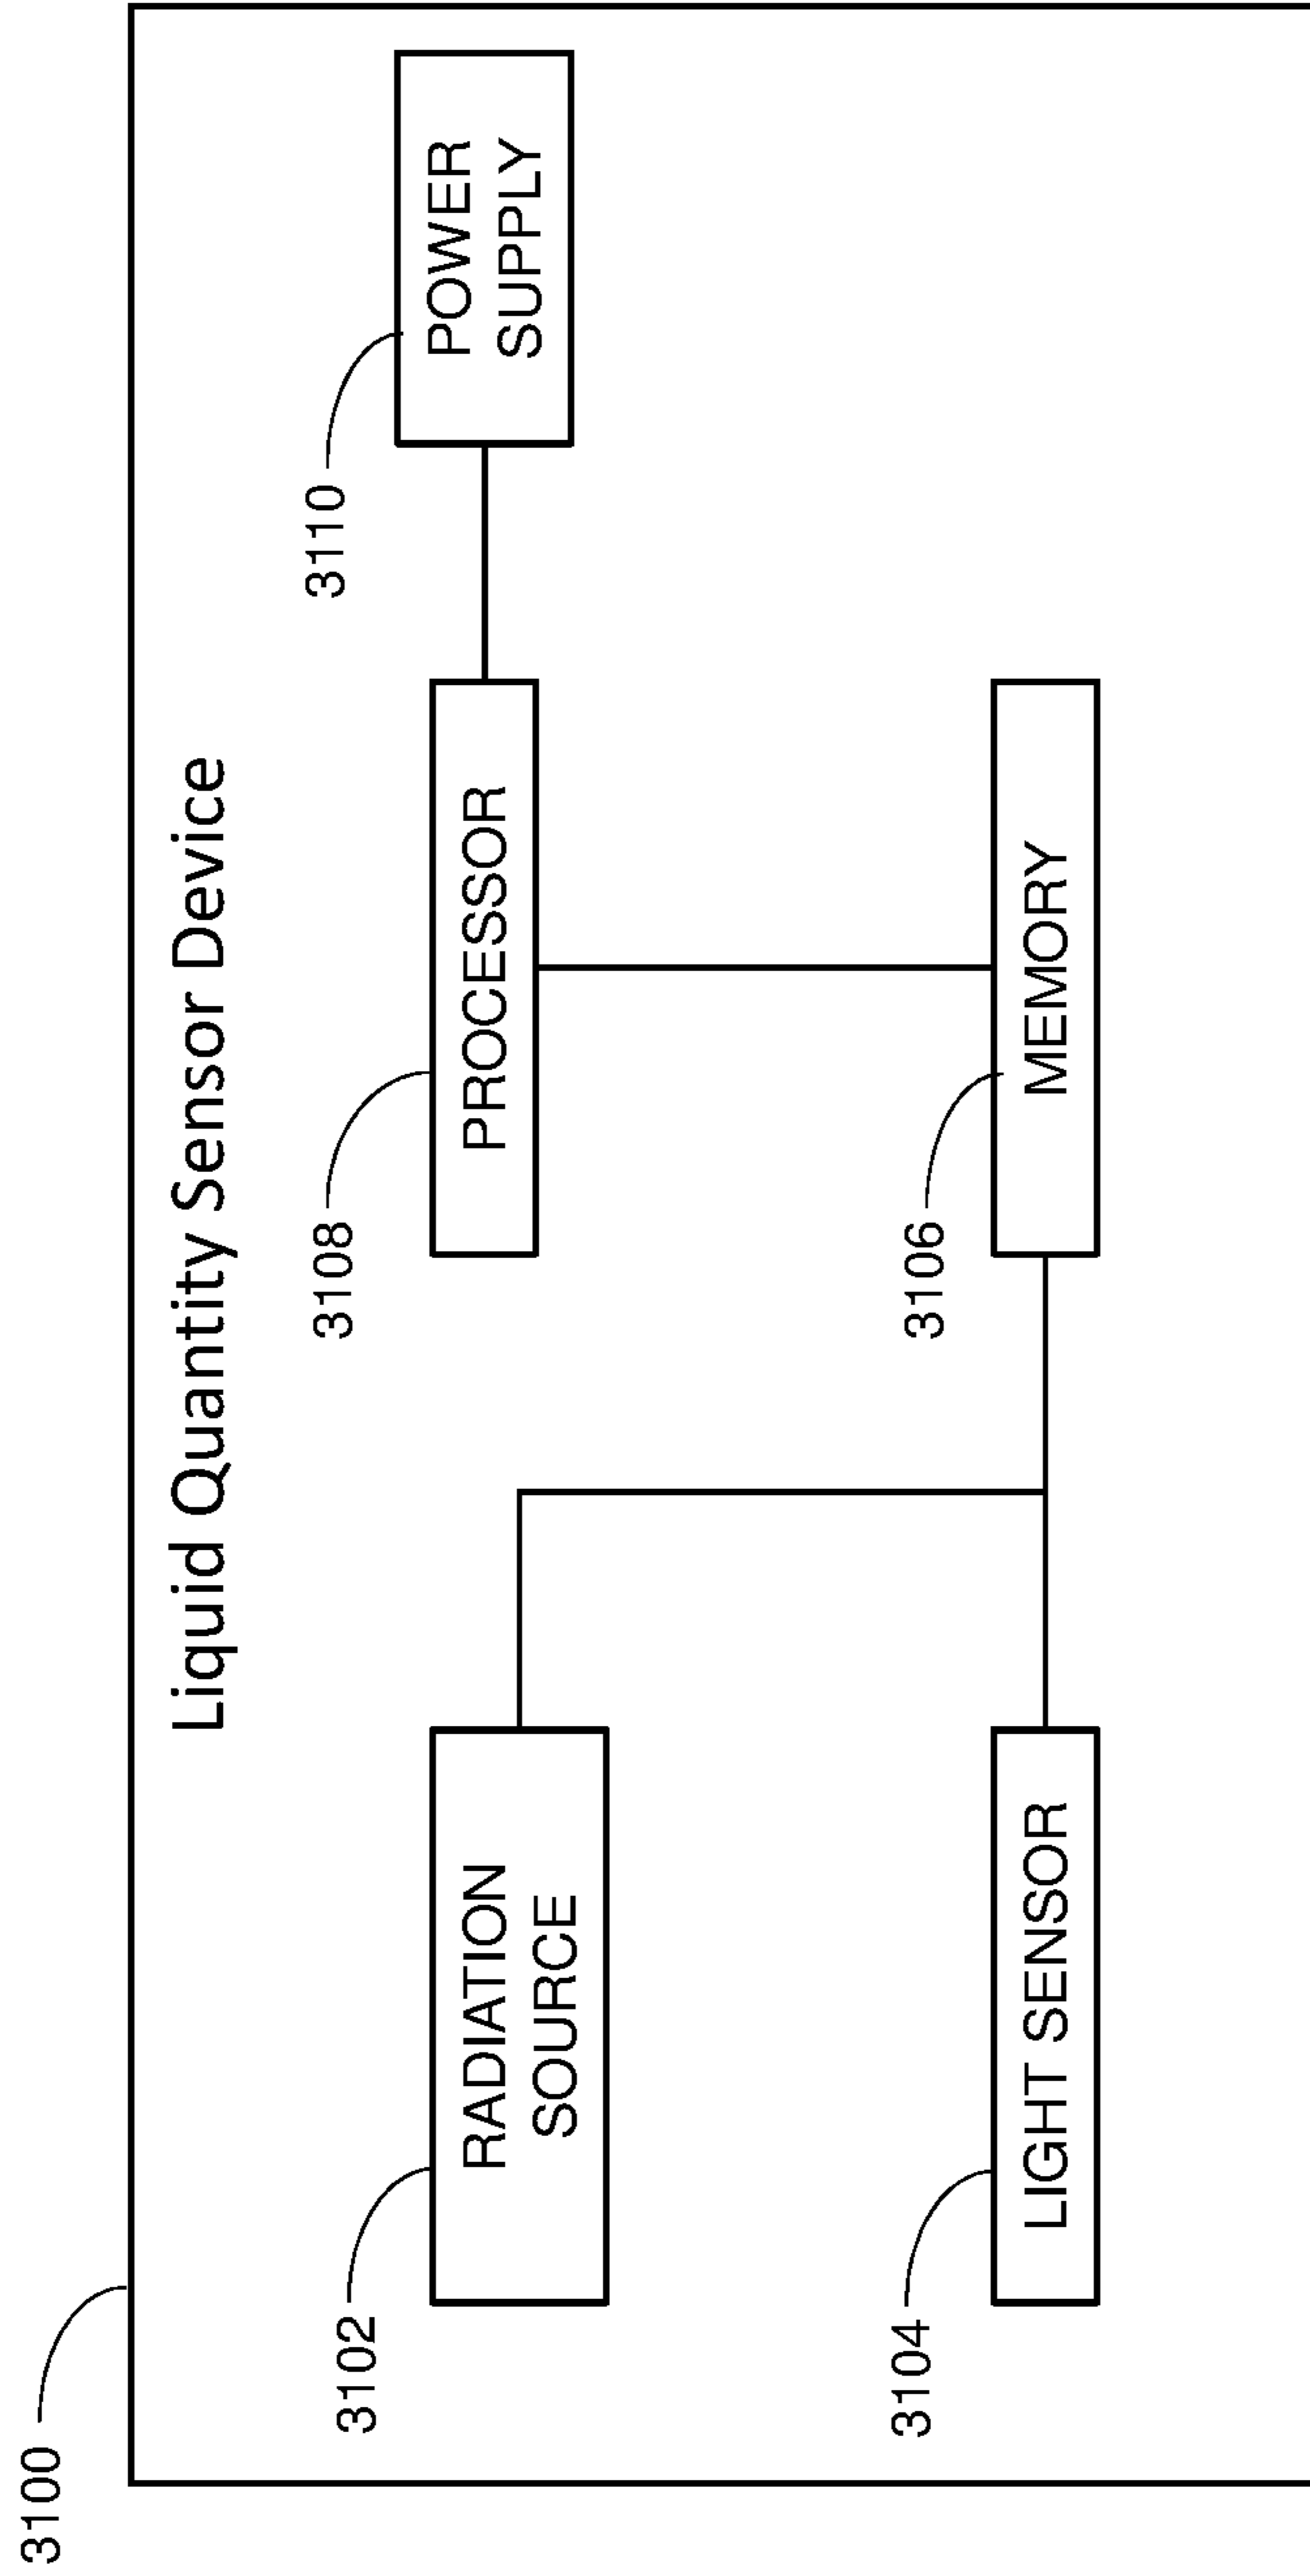 3100
Liquid Quantity Sensor Device
3102
RADIATION
SOURCE
3108
PROCESSOR
3110
POWER
SUPPLY
3104
LIGHT SENSOR
3106
MEMORY